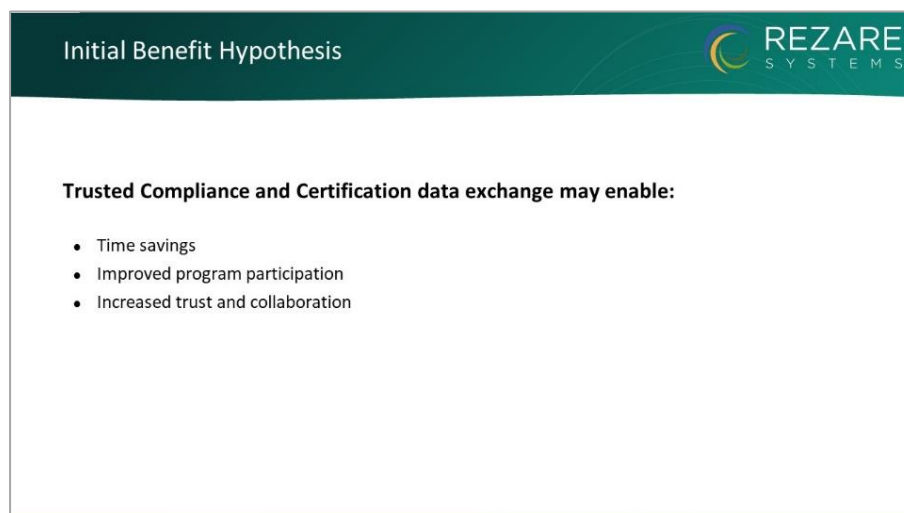 Initial Benefit Hypothesis
REZARE
SYSTEMS
Trusted Compliance and Certification data exchange may enable:
• Time savings
• Improved program participation
• Increased trust and collaboration